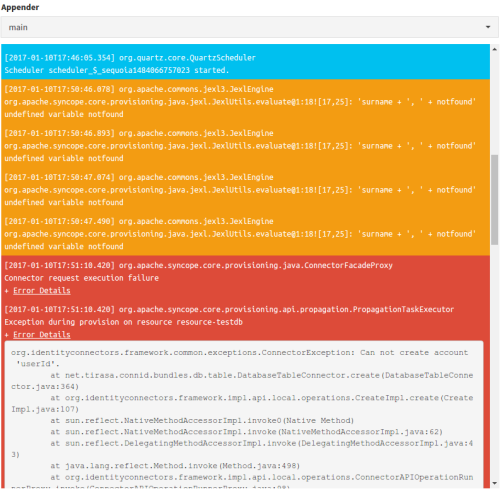 Appender
main
[2017-01-10T17:46:05.354] org.quartz.core.QuartzScheduler
Scheduler scheduler_$_sequoia1484066757023 started.
[2017-01-10T17:50:46.078] org.apache.commons.jexl3.JexlEngine
org.apache.syncope.core.provisioning.java.jexl.JexlUtils.evaluate@1:18![17,25]: 'surname + ', ' + notfound'
undefined variable notfound
[2017-01-10T17:50:46.893] org.apache.commons.jexl3.JexlEngine
org.apache.syncope.core.provisioning.java.jexl.JexlUtils.evaluate@1:18![17,25]: 'surname + ', ' + notfound'
undefined variable notfound
[2017-01-10T17:50:47.074] org.apache.commons.jexl3.JexlEngine
org.apache.syncope.core.provisioning.java.jexl.JexlUtils.evaluate@1:18![17,25]: 'surname + ', ' + notfound'
undefined variable notfound
[2017-01-10T17:50:47.490] org.apache.commons.jexl3.JexlEngine
org.apache.syncope.core.provisioning.java.jexl.JexlUtils.evaluate@1:18![17,25]: 'surname + ', ' + notfound'
undefined variable notfound
[2017-01-10T17:51:10.420] org.apache.syncope.core.provisioning.java.ConnectorFacadeProxy
Connector request execution failure
+ Error Details
[2017-01-10T17:51:10.420] org.apache.syncope.core.provisioning.api.propagation.PropagationTaskExecutor
Exception during provision on resource resource-testdb
+ Error Details
org.identityconnectors.framework.common.exceptions.ConnectorException: Can not create account
'userId'.
at net.tirasa.connid.bundles.db.table.DatabaseTableConnector.create(DatabaseTableConne
ctor.java:364)
at org.identityconnectors.framework.impl.api.local.operations.CreateImpl.create(Create
Impl.java:107)
at sun.reflect.NativeMethodAccessorImpl.invoke0(Native Method)
at sun.reflect.NativeMethodAccessorImpl.invoke(NativeMethodAccessorImpl.java:62)
at sun.reflect.DelegatingMethodAccessorImpl.invoke(DelegatingMethodAccessorImpl.java:4
3)
at java.lang.reflect.Method.invoke(Method.java:498)
at org.identityconnectors.framework.impl.api.local.operations.ConnectorAPIOperationRun